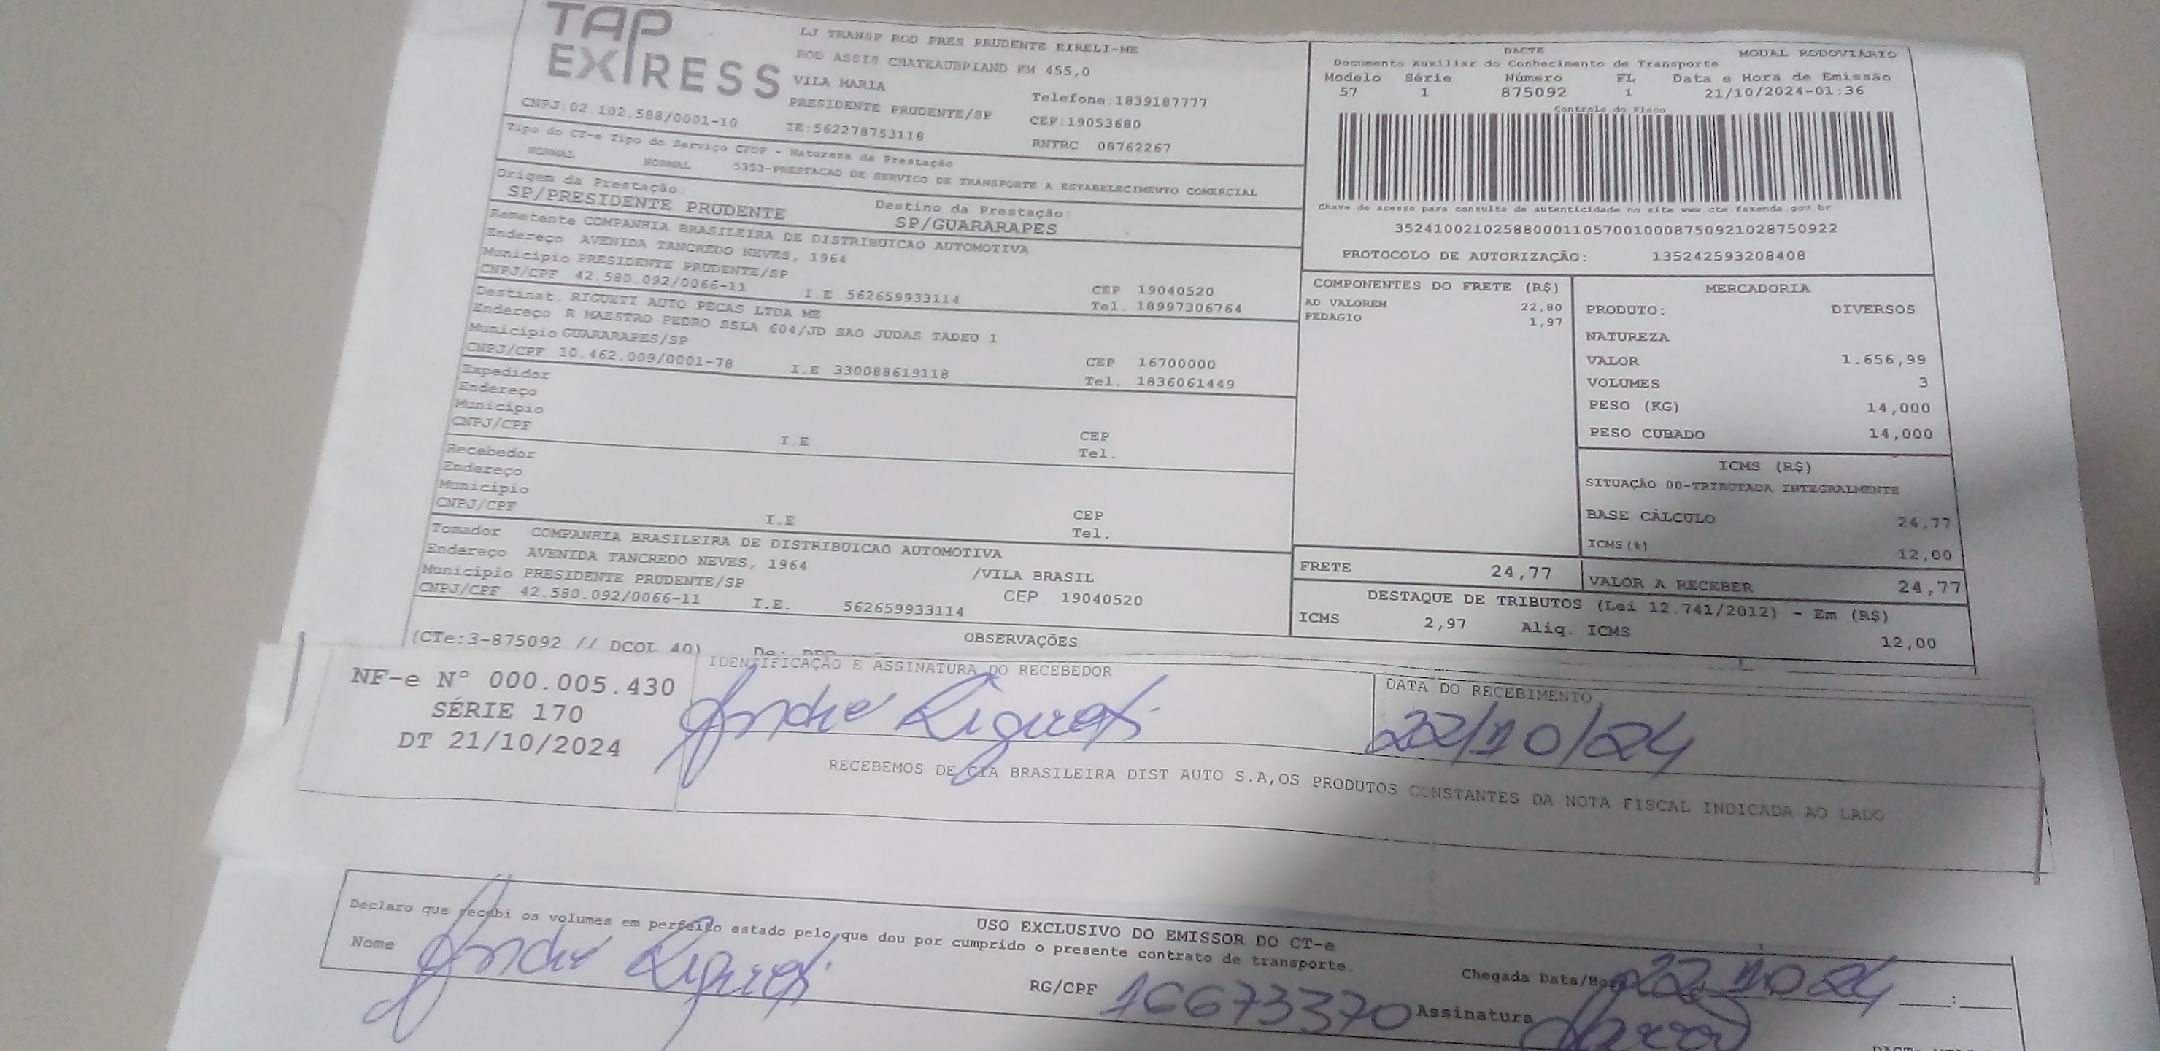 TAP
EXPRESS
LJ TRANSP ROD PRES PRUDENTE EIRELI-ME
ROD ASSIS CHATEAUBRIAND KM 455,0
VILA MARIA
Telefone:1839187777
PRESIDENTE PRUDENTE/SP
CEP:19053680
CNPJ:02.102.588/0001-10
IE:562278753118
RNTRC 08762267
Tipo do CT-e Tipo do Serviço CFOP - Natureza da Prestação
NORMAL NORMAL 5353-PRESTACAO DE SERVICO DE TRANSPORTE A ESTABELECIMENTO COMERCIAL
Origem da Prestação:
SP/PRESIDENTE PRUDENTE
Destino da Prestação:
SP/GUARARAPES
Remetente COMPANHIA BRASILEIRA DE DISTRIBUICAO AUTOMOTIVA
Endereço AVENIDA TANCREDO NEVES, 1964
Município PRESIDENTE PRUDENTE/SP
CEP 19040520
CNPJ/CPF 42.580.092/0066-11 I.E 562659933114 Tel. 18997306764
Destinat. RIGUETI AUTO PECAS LTDA ME
Endereço R MAESTRO PEDRO SSLA 604/JD SAO JUDAS TADEU 1
Município GUARARAPES/SP
CEP 16700000
CNPJ/CPF 10.462.009/0001-78 I.E 330088619118 Tel. 1836061449
Expedidor
Endereço
Município
CEP
CNPJ/CPF I.E Tel.
Recebedor
Endereço
Município
CEP
CNPJ/CPF I.E Tel.
Tomador COMPANHIA BRASILEIRA DE DISTRIBUICAO AUTOMOTIVA
Endereço AVENIDA TANCREDO NEVES, 1964 /VILA BRASIL
Município PRESIDENTE PRUDENTE/SP CEP 19040520
CNPJ/CPF 42.580.092/0066-11 I.E. 562659933114
OBSERVAÇÕES
(CTe:3-875092 // DCOL 40)
DACTE MODAL RODOVIÁRIO
Documento Auxiliar do Conhecimento de Transporte
Modelo Série Número FL Data e Hora de Emissão
57 1 875092 1 21/10/2024-01:36
Controle do Fisco
Chave de acesso para consulta de autenticidade no site www.cte.fazenda.gov.br
35241002102588000110570010008750921028750922
PROTOCOLO DE AUTORIZAÇÃO: 135242593208408
COMPONENTES DO FRETE (R$)
AD VALOREM 22,80
PEDAGIO 1,97
MERCADORIA
PRODUTO: DIVERSOS
NATUREZA
VALOR 1.656,99
VOLUMES 3
PESO (KG) 14,000
PESO CUBADO 14,000
ICMS (R$)
SITUAÇÃO 00-TRIBUTADA INTEGRALMENTE
BASE CÁLCULO 24,77
ICMS(%) 12,00
FRETE 24,77
VALOR A RECEBER 24,77
DESTAQUE DE TRIBUTOS (Lei 12.741/2012) - Em (R$)
ICMS 2,97 Aliq. ICMS 12,00
NF-e Nº 000.005.430
SÉRIE 170
DT 21/10/2024
IDENTIFICAÇÃO E ASSINATURA DO RECEBEDOR
Andre Rigueti
DATA DO RECEBIMENTO
22/10/24
RECEBEMOS DE CIA BRASILEIRA DIST AUTO S.A,OS PRODUTOS CONSTANTES DA NOTA FISCAL INDICADA AO LADO
USO EXCLUSIVO DO EMISSOR DO CT-e
Declaro que recebi os volumes em perfeito estado pelo que dou por cumprido o presente contrato de transporte.
Nome Andre Rigueti
RG/CPF 16673370
Chegada Data/Hora 22 10 24 :
Assinatura